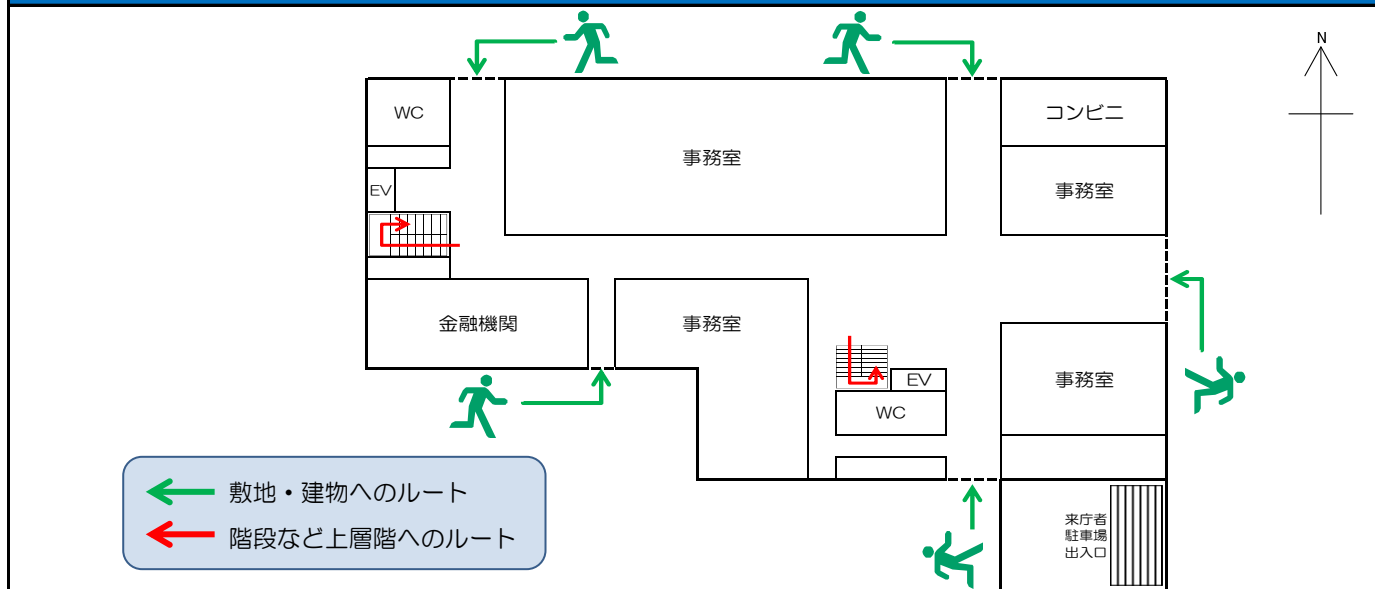 N
WC
コンビニ
事務室
事務室
EV
金融機関
事務室
事務室
EV
WC
敷地・建物へのルート
階段など上層階へのルート
来庁者
駐車場
出入口